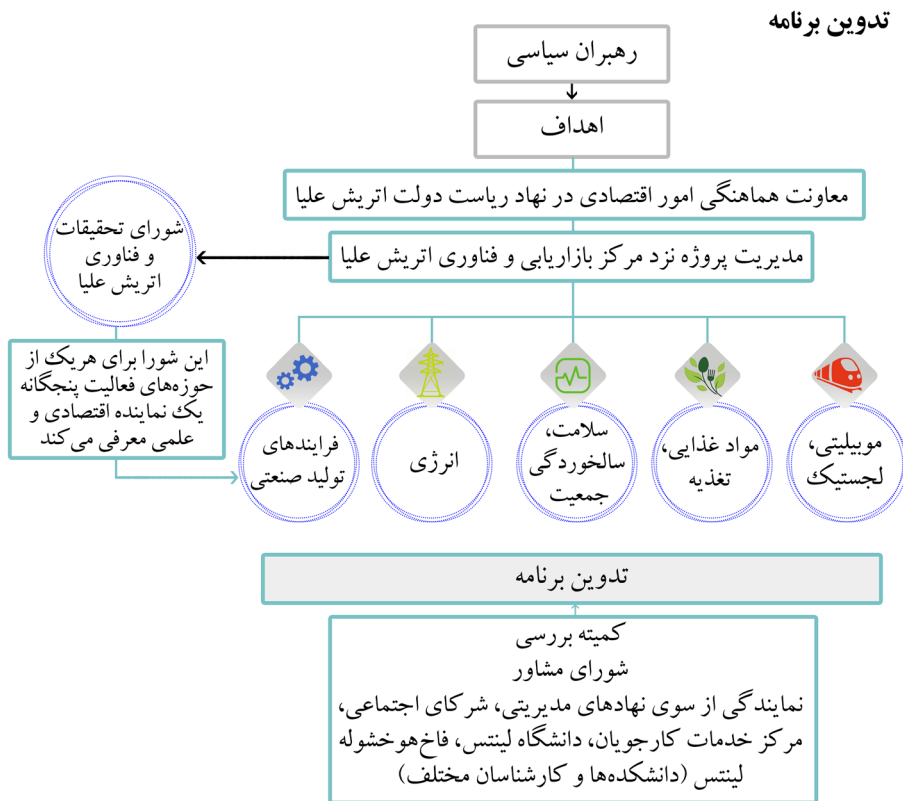 تدوین برنامه
رهبران سیاسی
اهداف
معاونت هماهنگی امور اقتصادی در نهاد ریاست دولت اتریش علیا
مدیریت پروژه نزد مرکز بازاریابی و فناوری اتریش علیا
شورای تحقیقات
و فناوری
اتریش علیا
این شورا برای هریک از
حوزه‌های فعالیت پنجگانه
یک نماینده اقتصادی و
علمی معرفی می‌کند
موبیلیتی،
لجستیک
مواد غذایی،
تغذیه
سلامت،
سالخوردگی
جمعیت
انرژی
فرایندهای
تولید صنعتی
تدوین برنامه
کمیته بررسی
شورای مشاور
نمایندگی از سوی نهادهای مدیریتی، شرکای اجتماعی،
مرکز خدمات کارجویان، دانشگاه لینتس، فاخ‌هوخشوله
لینتس (دانشکده‌ها و کارشناسان مختلف)